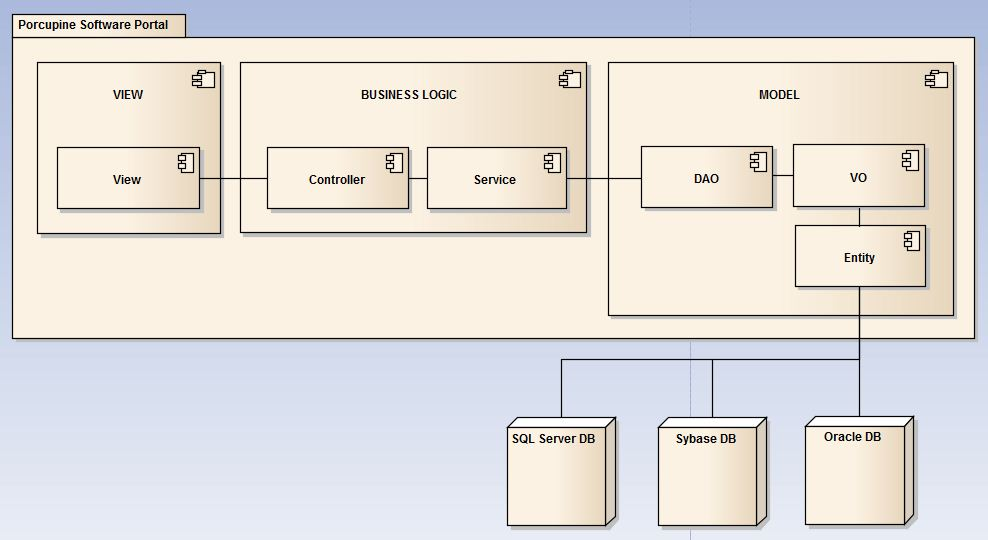 Porcupine Software Portal
VIEW
BUSINESS LOGIC
MODEL
View
Controller
Service
DAO
VO
Entity
SQL Server DB
Sybase DB
Oracle DB